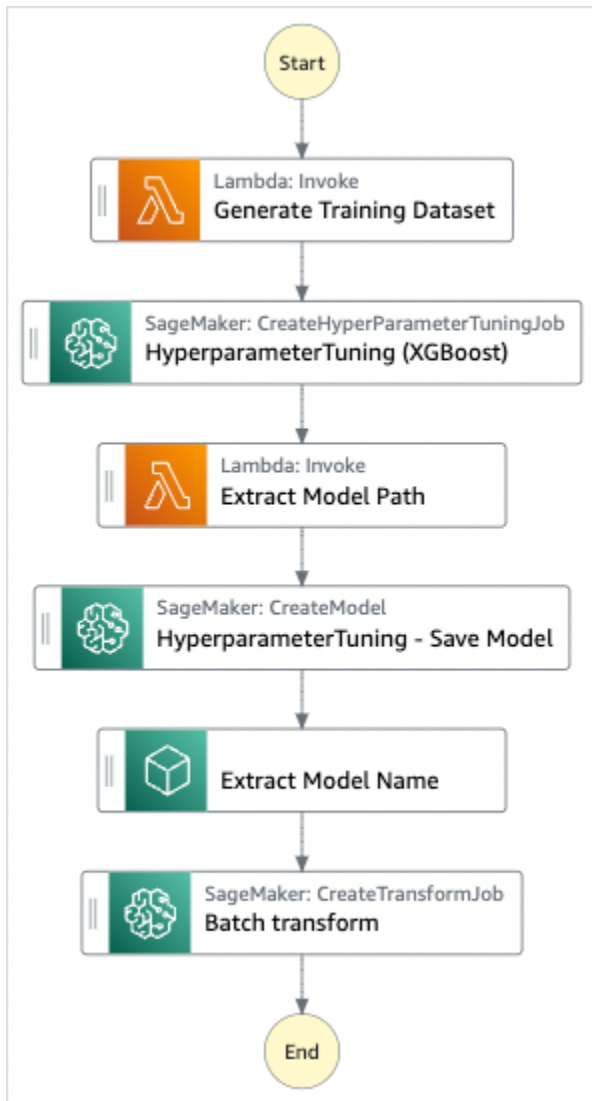 Start
Lambda: Invoke
Generate Training Dataset
SageMaker: CreateHyperParameterTuningJob
HyperparameterTuning (XGBoost)
Lambda: Invoke
Extract Model Path
SageMaker: CreateModel
HyperparameterTuning - Save Model
Extract Model Name
SageMaker: CreateTransformJob
Batch transform
End